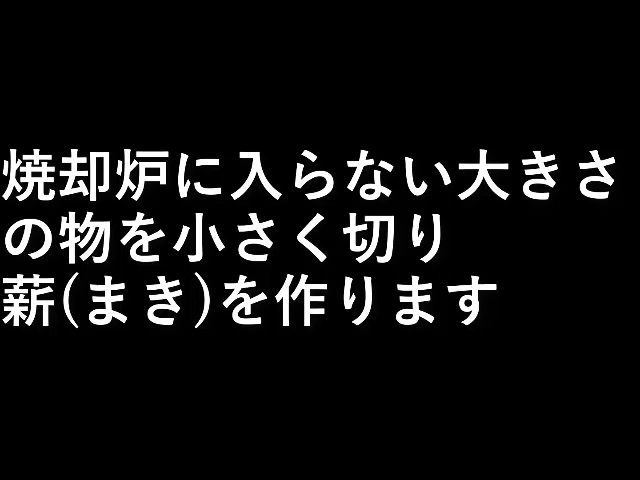 焼却炉に入らない大きさ
の物を小さく切り
薪(まき)を作ります